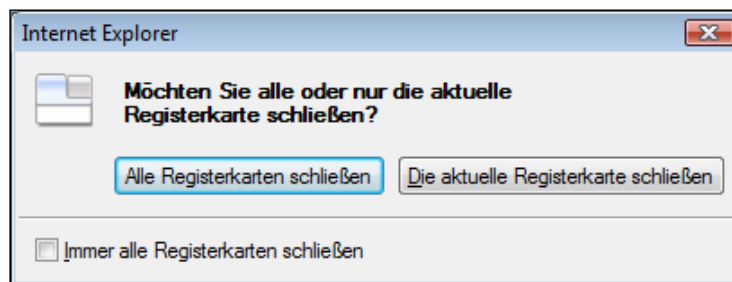 Internet Explorer
Möchten Sie alle oder nur die aktuelle
Registerkarte schließen?
Alle Registerkarten schließen
Die aktuelle Registerkarte schließen
Immer alle Registerkarten schließen